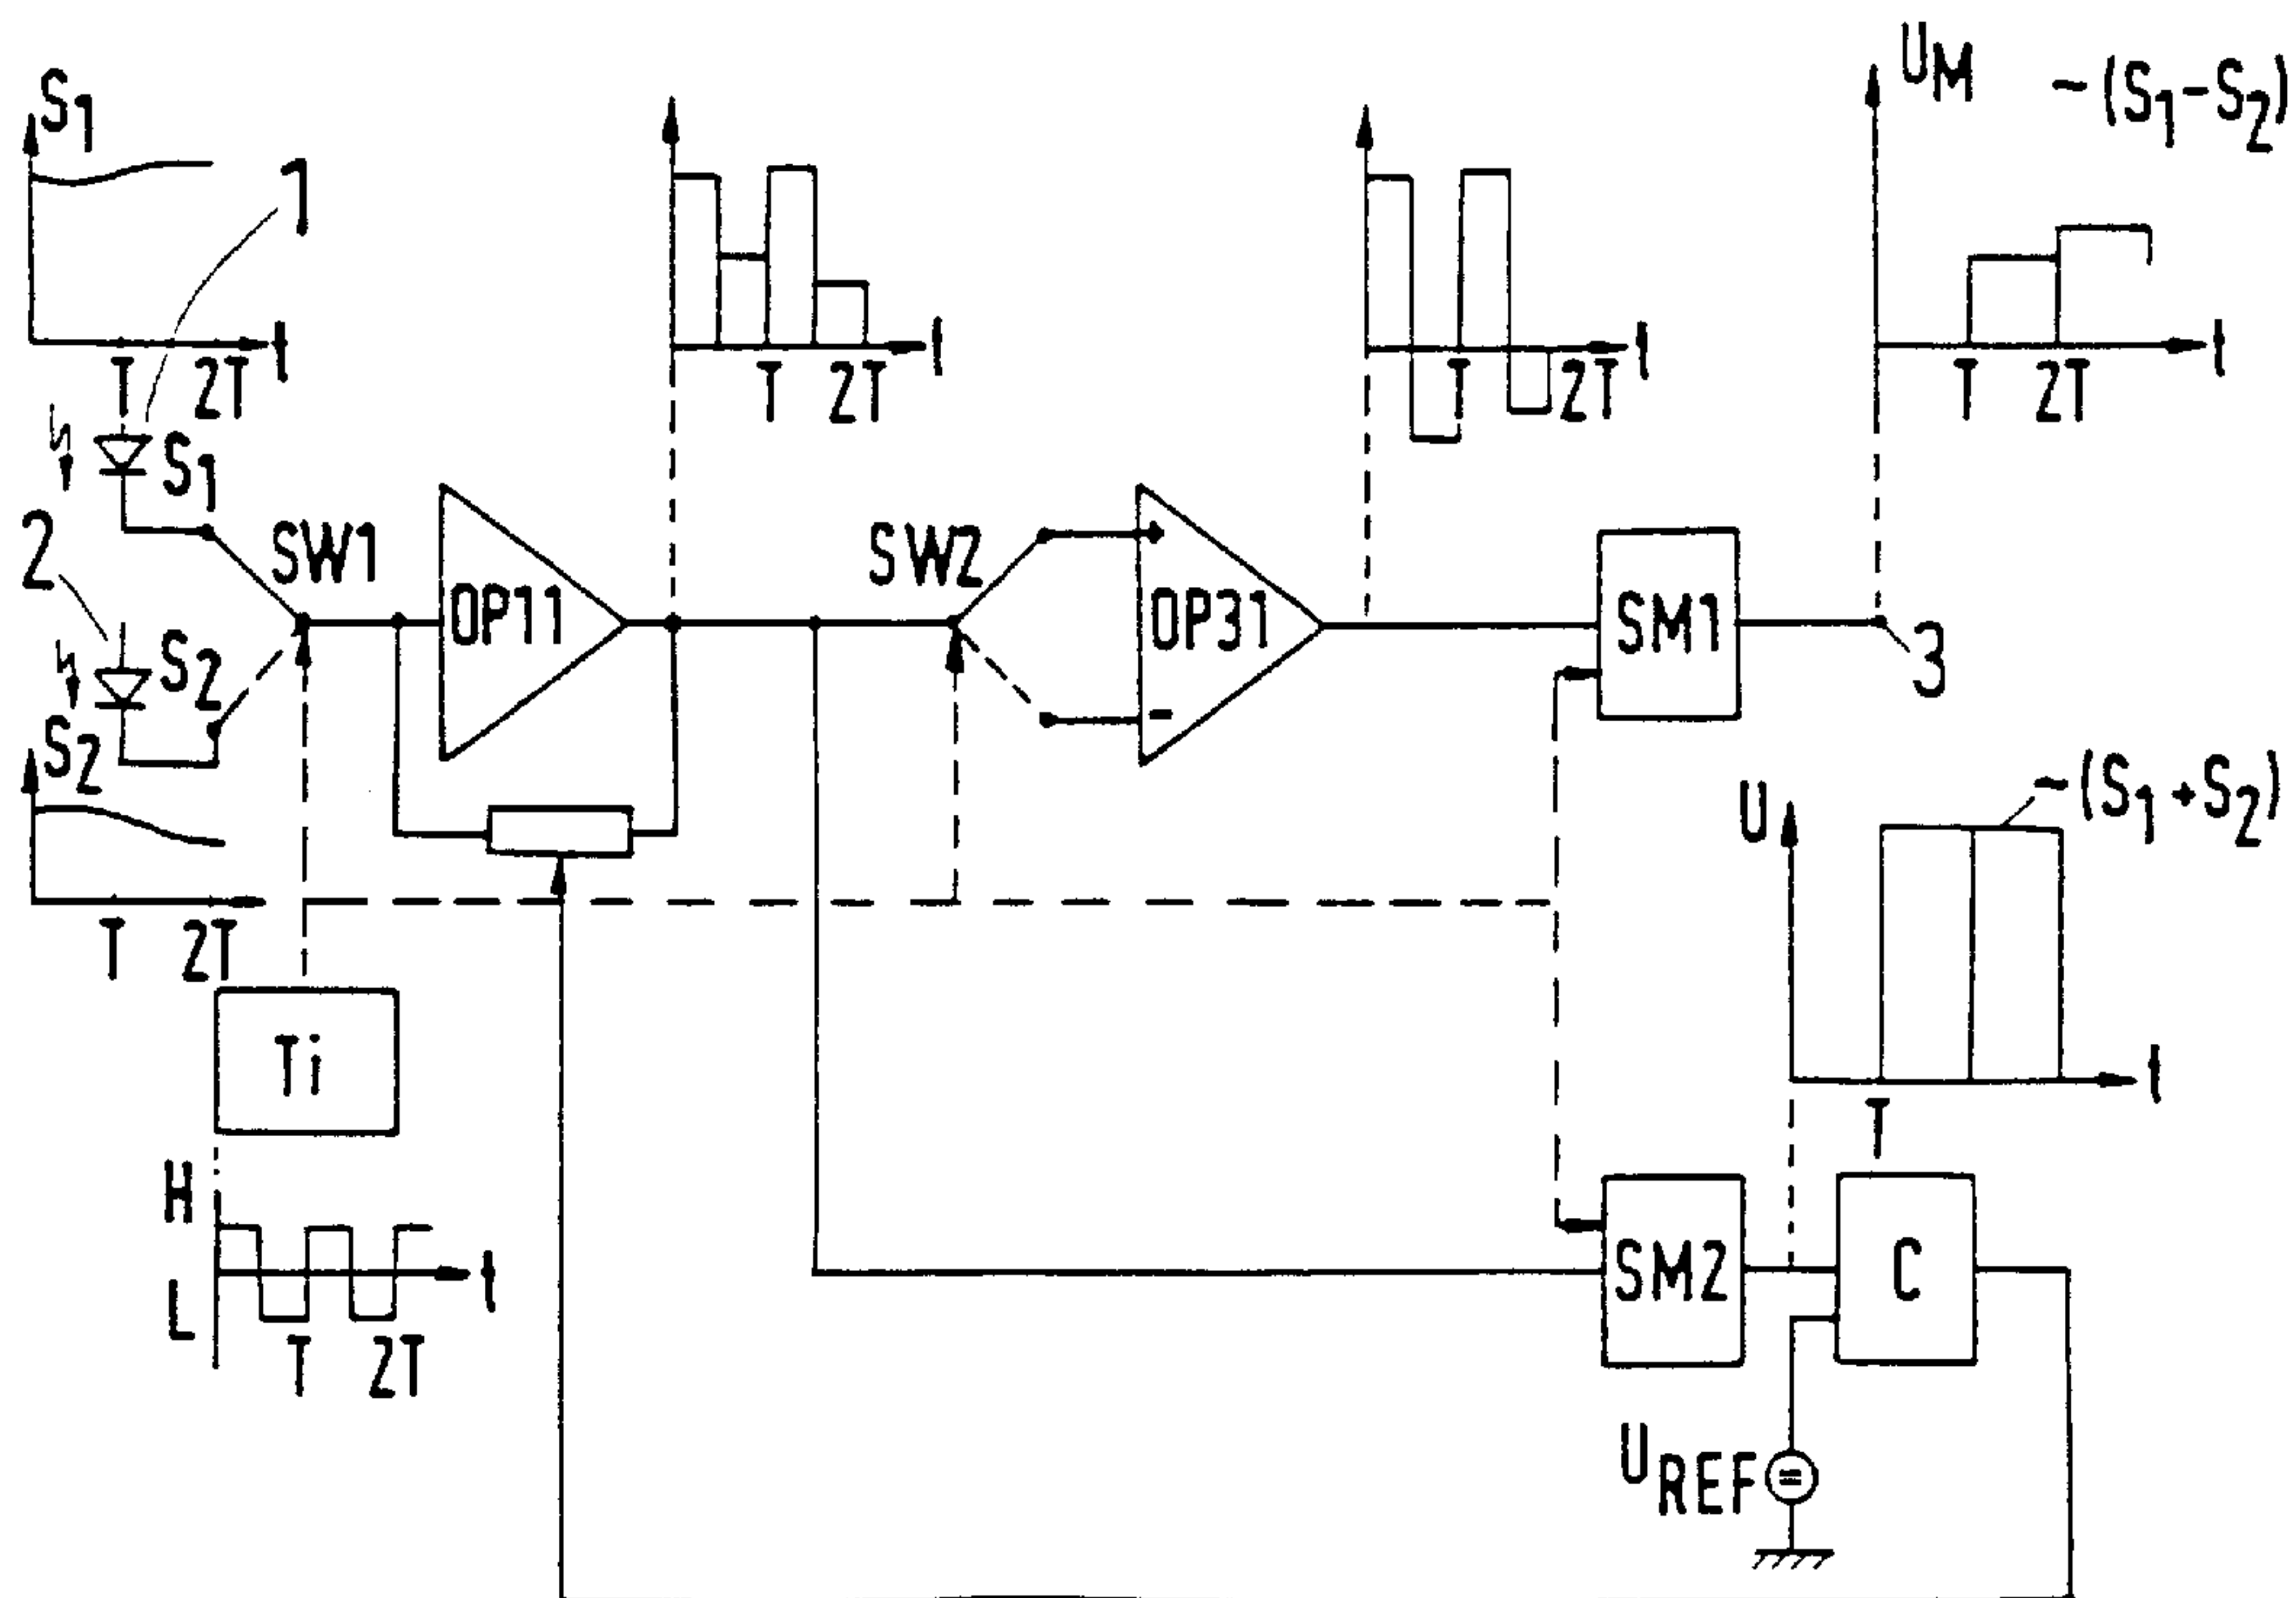 S1
1
t
T 2T
S1
2
SW1
OP11
S2
S2
T 2T
Ti
H
L
t
T 2T
t
T 2T
SW2
+
OP31
-
t
T 2T
UM ~(S1-S2)
t
T 2T
SM1
3
U ~(S1+S2)
t
T
SM2
C
UREF =